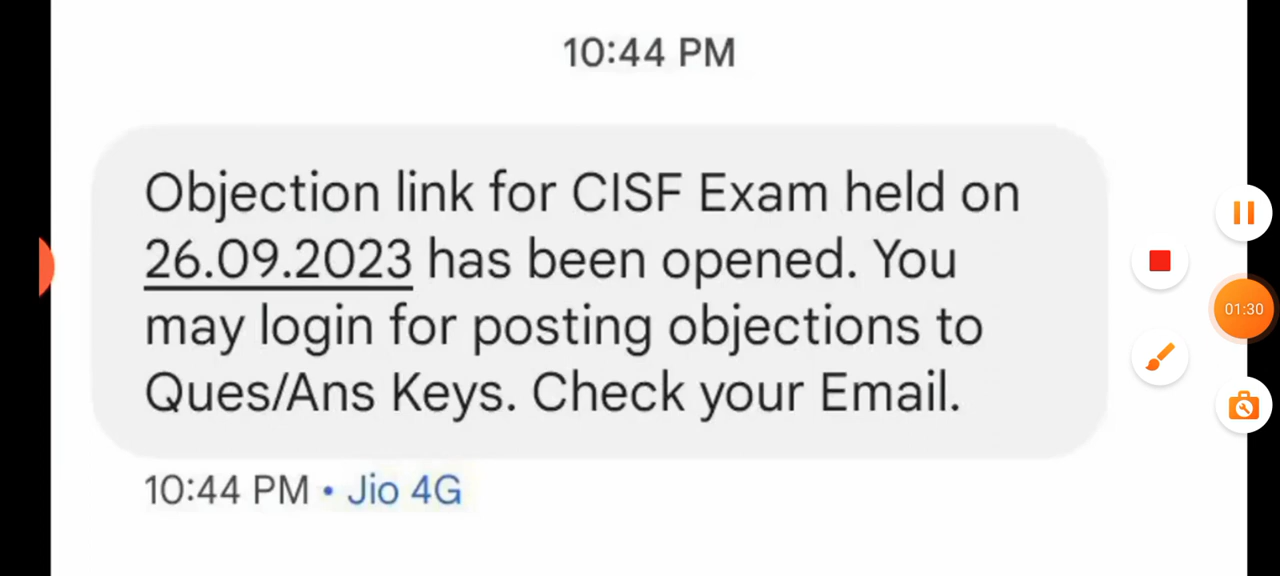 10:44 PM
Objection link for CISF Exam held on
26.09.2023 has been opened. You
may login for posting objections to
Ques/Ans Keys. Check your Email.
10:44 PM • Jio 4G
01:30